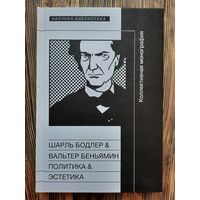 НАУЧНАЯ БИБЛИОТЕКА
Коллективная монография
ШАРЛЬ БОДЛЕР &
ВАЛЬТЕР БЕНЬЯМИН
ПОЛИТИКА &
ЭСТЕТИКА